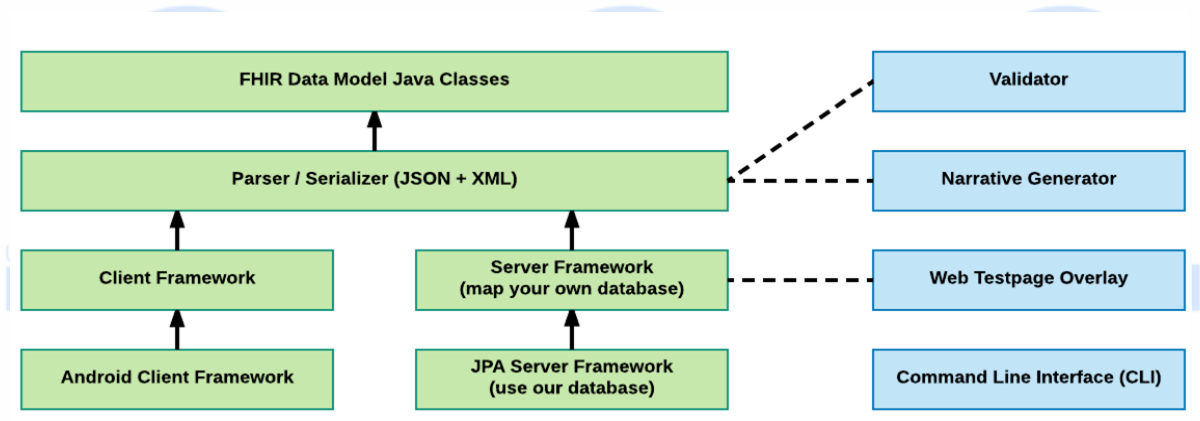 FHIR Data Model Java Classes
Validator
Parser / Serializer (JSON + XML)
Narrative Generator
Client Framework
Server Framework
(map your own database)
Web Testpage Overlay
Android Client Framework
JPA Server Framework
(use our database)
Command Line Interface (CLI)